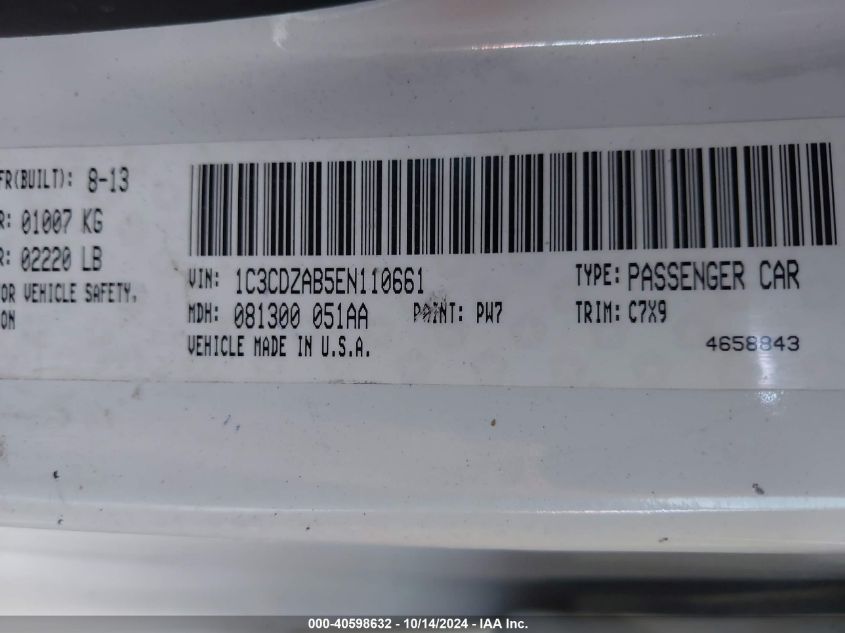 FR(BUILT): 8-13
R: 01007 KG
R: 02220 LB
OR VEHICLE SAFETY,
ON
VIN: 1C3CDZAB5EN110661 TYPE: PASSENGER CAR
MDH: 081300 051AA PAINT: PW7 TRIM: C7X9
VEHICLE MADE IN U.S.A. 4658843
000-40598632 - 10/14/2024 - IAA Inc.